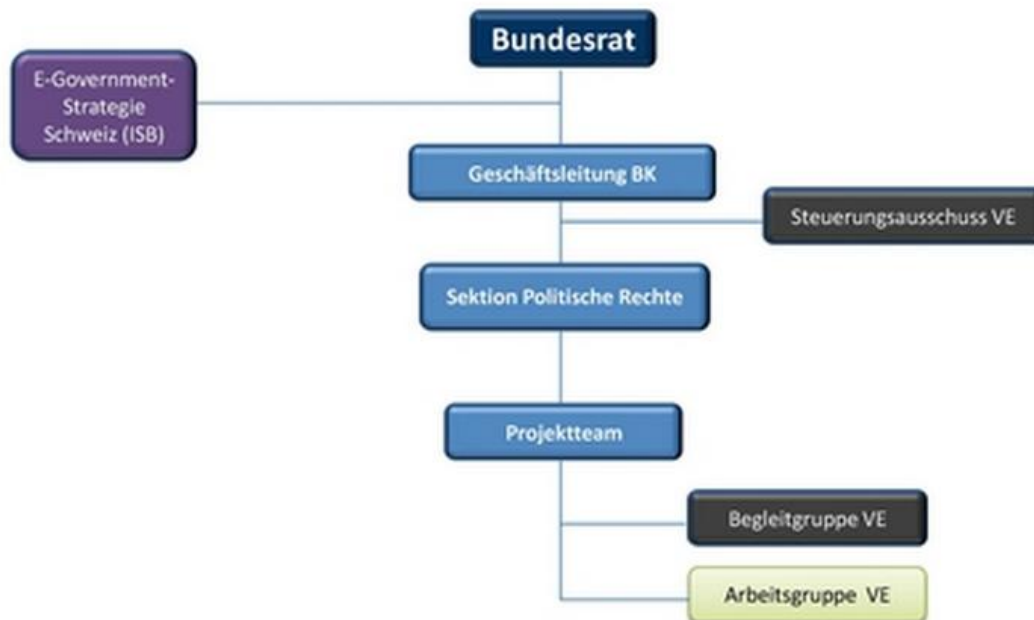 Bundesrat
E-Government-
Strategie
Schweiz (ISB)
Geschäftsleitung BK
Steuerungsausschuss VE
Sektion Politische Rechte
Projektteam
Begleitgruppe VE
Arbeitsgruppe VE